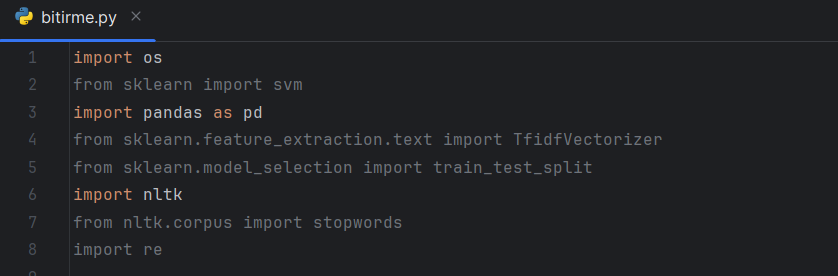 bitirme.py
1 import os
2 from sklearn import svm
3 import pandas as pd
4 from sklearn.feature_extraction.text import TfidfVectorizer
5 from sklearn.model_selection import train_test_split
6 import nltk
7 from nltk.corpus import stopwords
8 import re